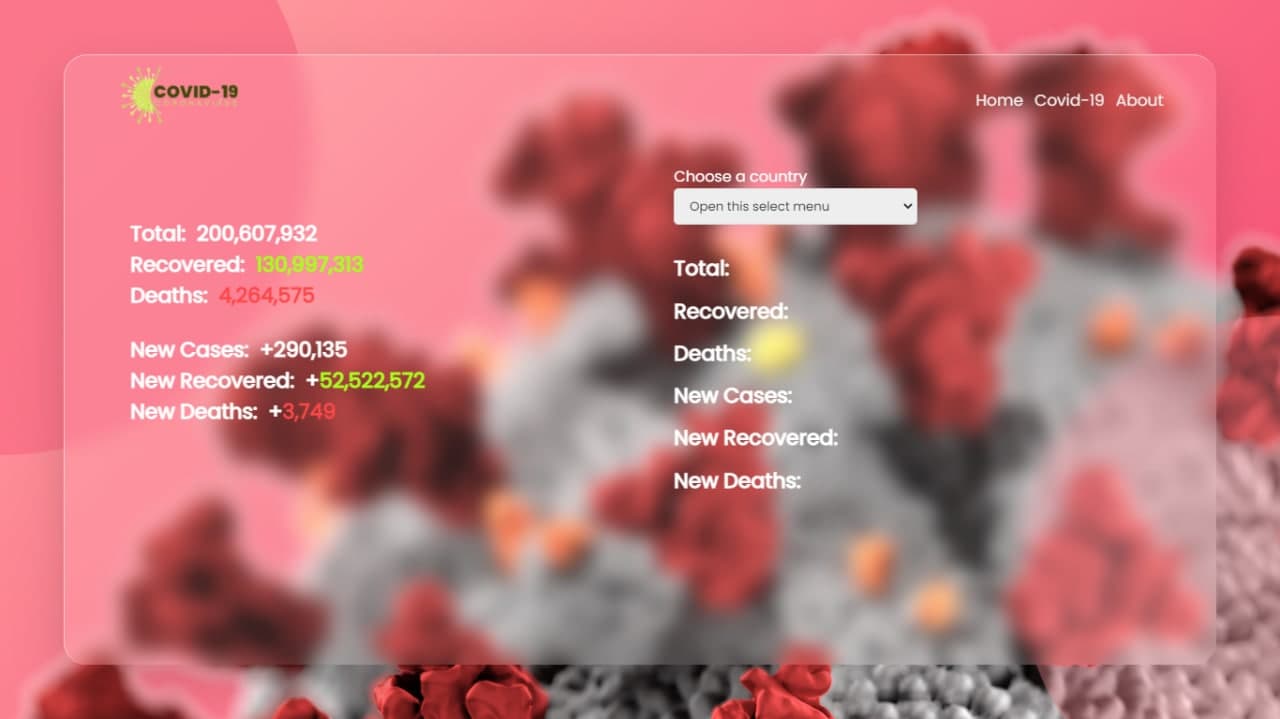 COVID-19
CORONAVIRUS
Home Covid-19 About
Total: 200,607,932
Recovered: 130,997,313
Deaths: 4,264,575
New Cases: +290,135
New Recovered: +52,522,572
New Deaths: +3,749
Choose a country
Open this select menu
Total:
Recovered:
Deaths:
New Cases:
New Recovered:
New Deaths: